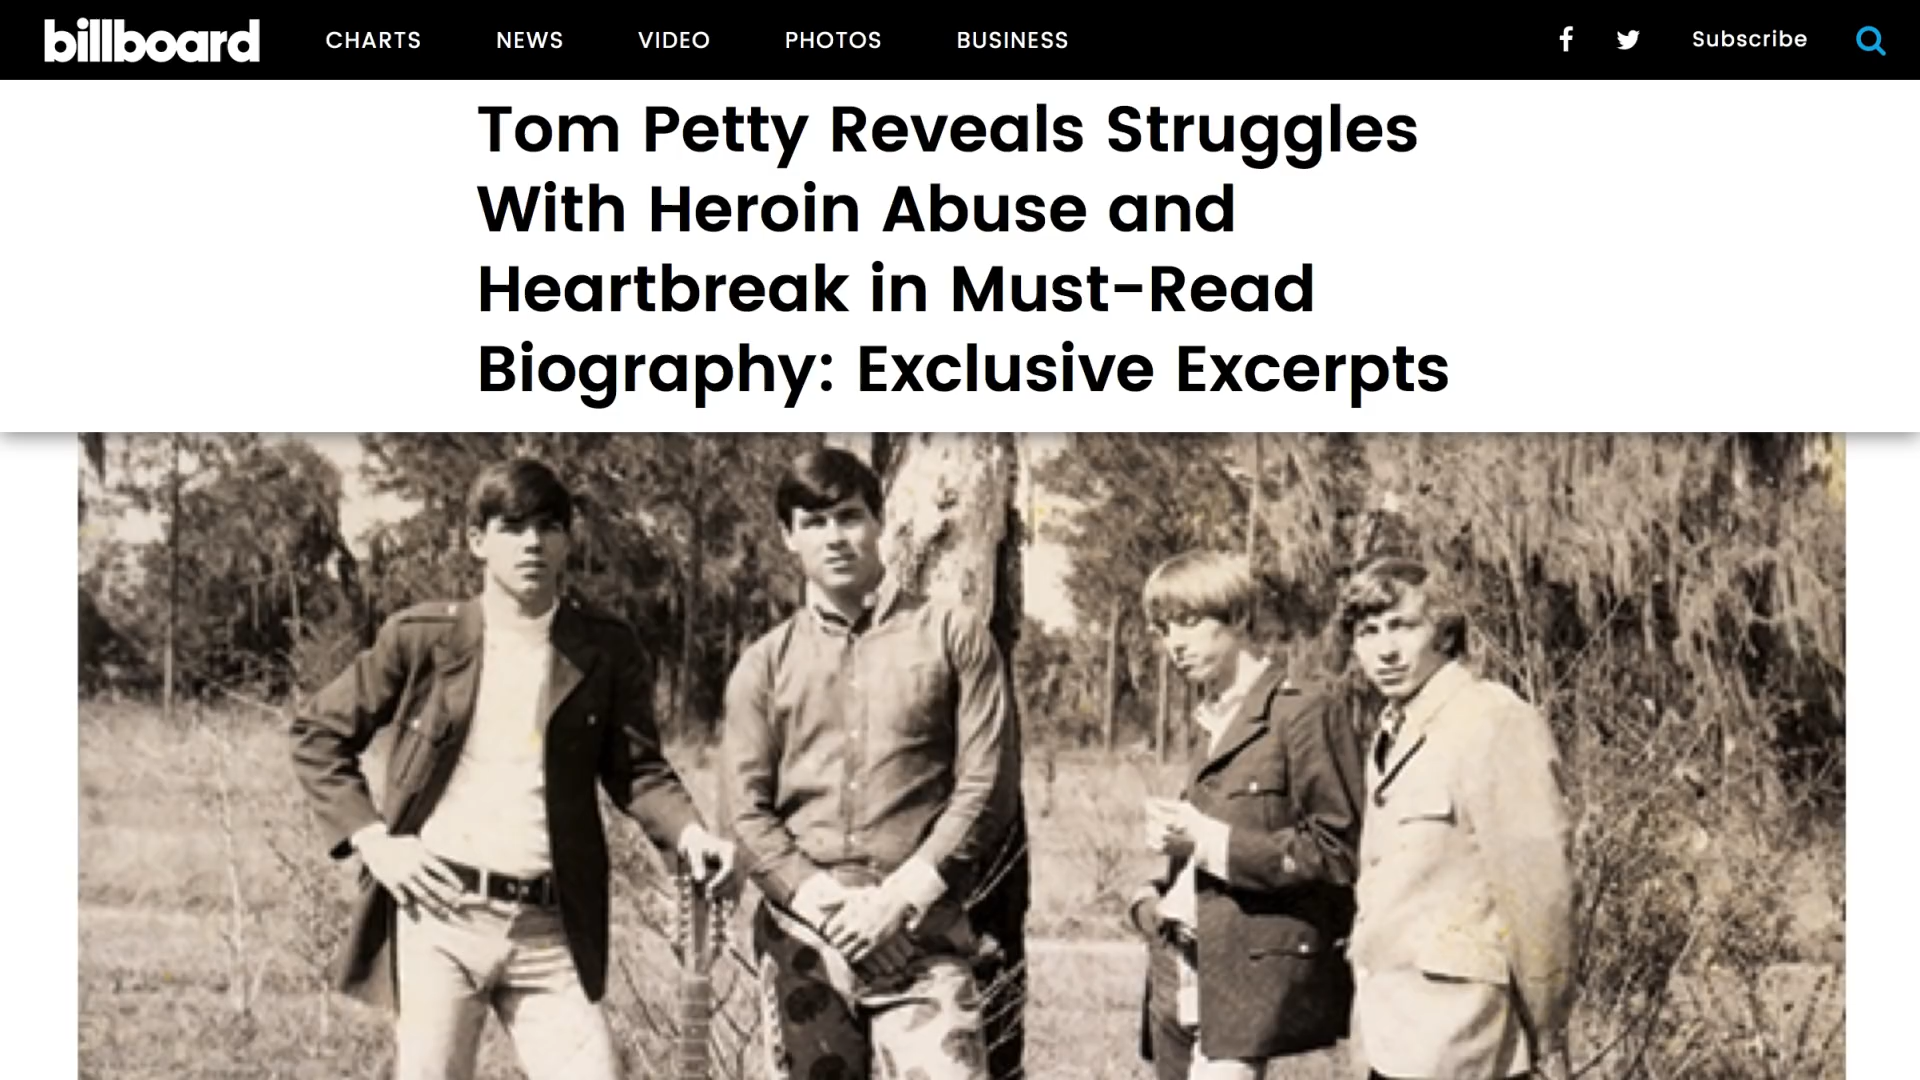 billboard CHARTS NEWS VIDEO PHOTOS BUSINESS Subscribe
Tom Petty Reveals Struggles
With Heroin Abuse and
Heartbreak in Must-Read
Biography: Exclusive Excerpts